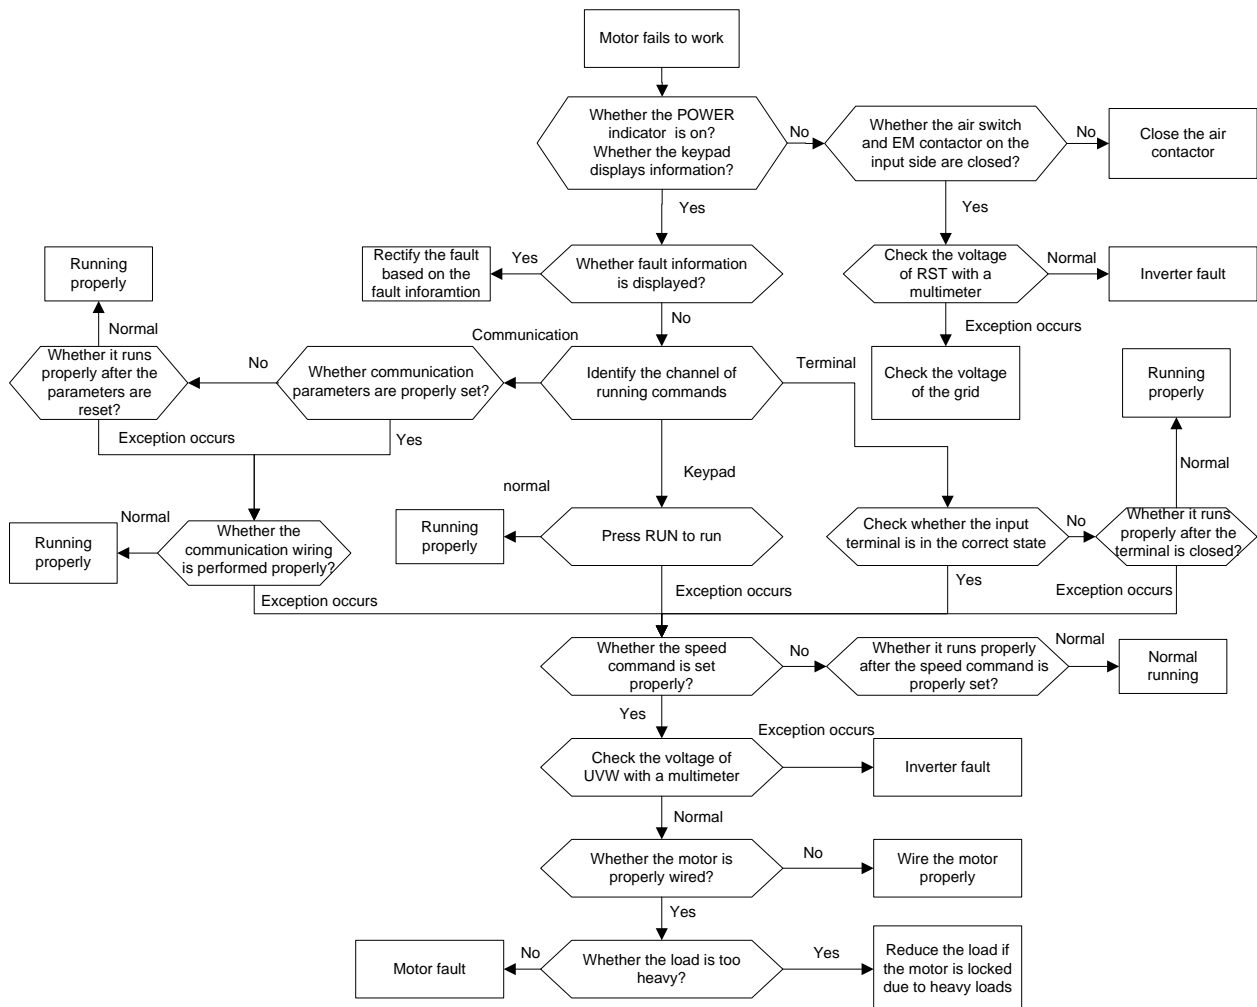 Motor fails to work
Whether the POWER
indicator  is on?
Whether the keypad
displays information?
No
Whether the air switch
and EM contactor on the
input side are closed?
No
Close the air
contactor
Yes
Yes
Rectify the fault
based on the
fault inforamtion
Yes
Whether fault information
is displayed?
Check the voltage
of RST with a
multimeter
Normal
Inverter fault
Running
properly
Normal
No
Exception occurs
Communication
Whether it runs
properly after the
parameters are
reset?
No
Whether communication
parameters are properly set?
Identify the channel of
running commands
Terminal
Check the voltage
of the grid
Running
properly
Exception occurs
Yes
Keypad
Normal
normal
Running
properly
Normal
Whether the
communication wiring
is performed properly?
Running
properly
Press RUN to run
Check whether the input
terminal is in the correct state
No
Whether it runs
properly after the
terminal is closed?
Exception occurs
Exception occurs
Yes
Exception occurs
Whether the speed
command is set
properly?
No
Whether it runs properly
after the speed command is
properly set?
Normal
Normal
running
Yes
Exception occurs
Check the voltage of
UVW with a multimeter
Inverter fault
Normal
Whether the motor is
properly wired?
No
Wire the motor
properly
Yes
Motor fault
No
Whether the load is too
heavy?
Yes
Reduce the load if
the motor is locked
due to heavy loads